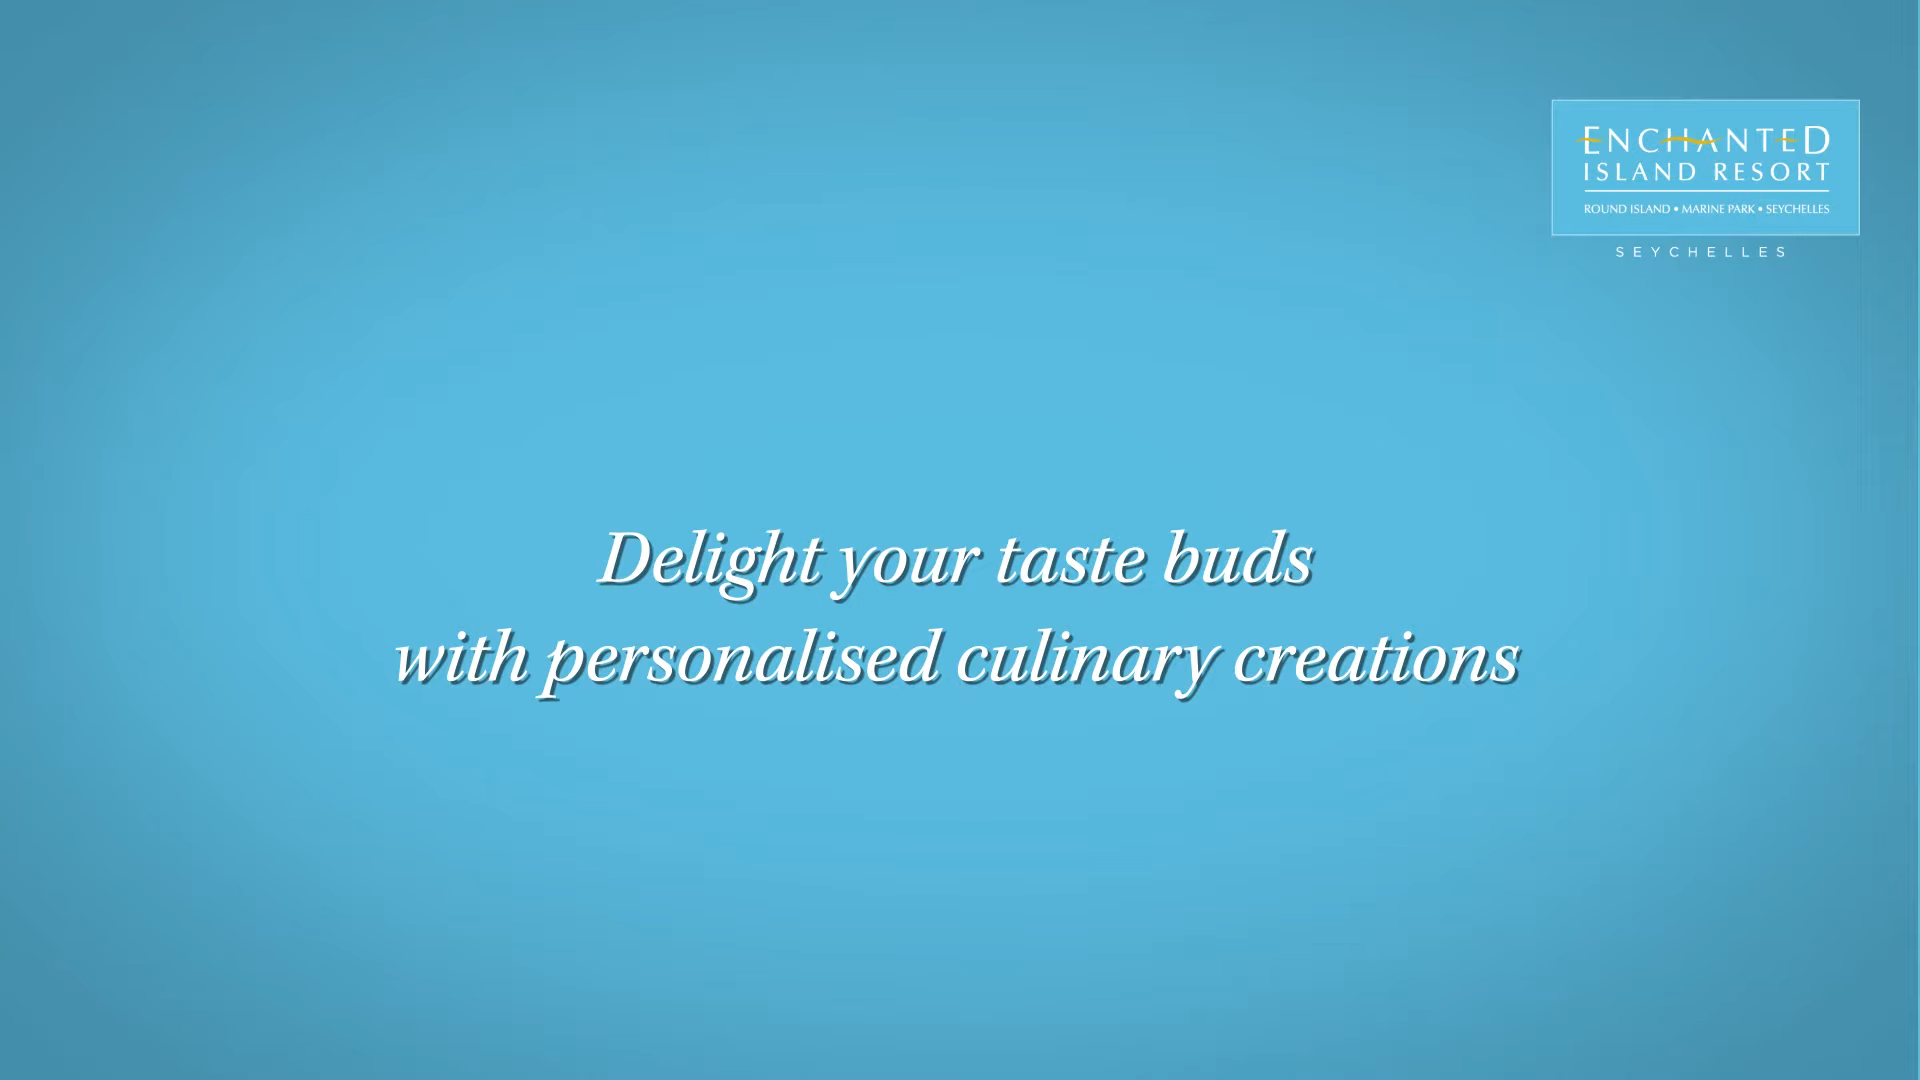 ENCHANTED
ISLAND RESORT
ROUND ISLAND • MARINE PARK • SEYCHELLES
SEYCHELLES
Delight your taste buds
with personalised culinary creations